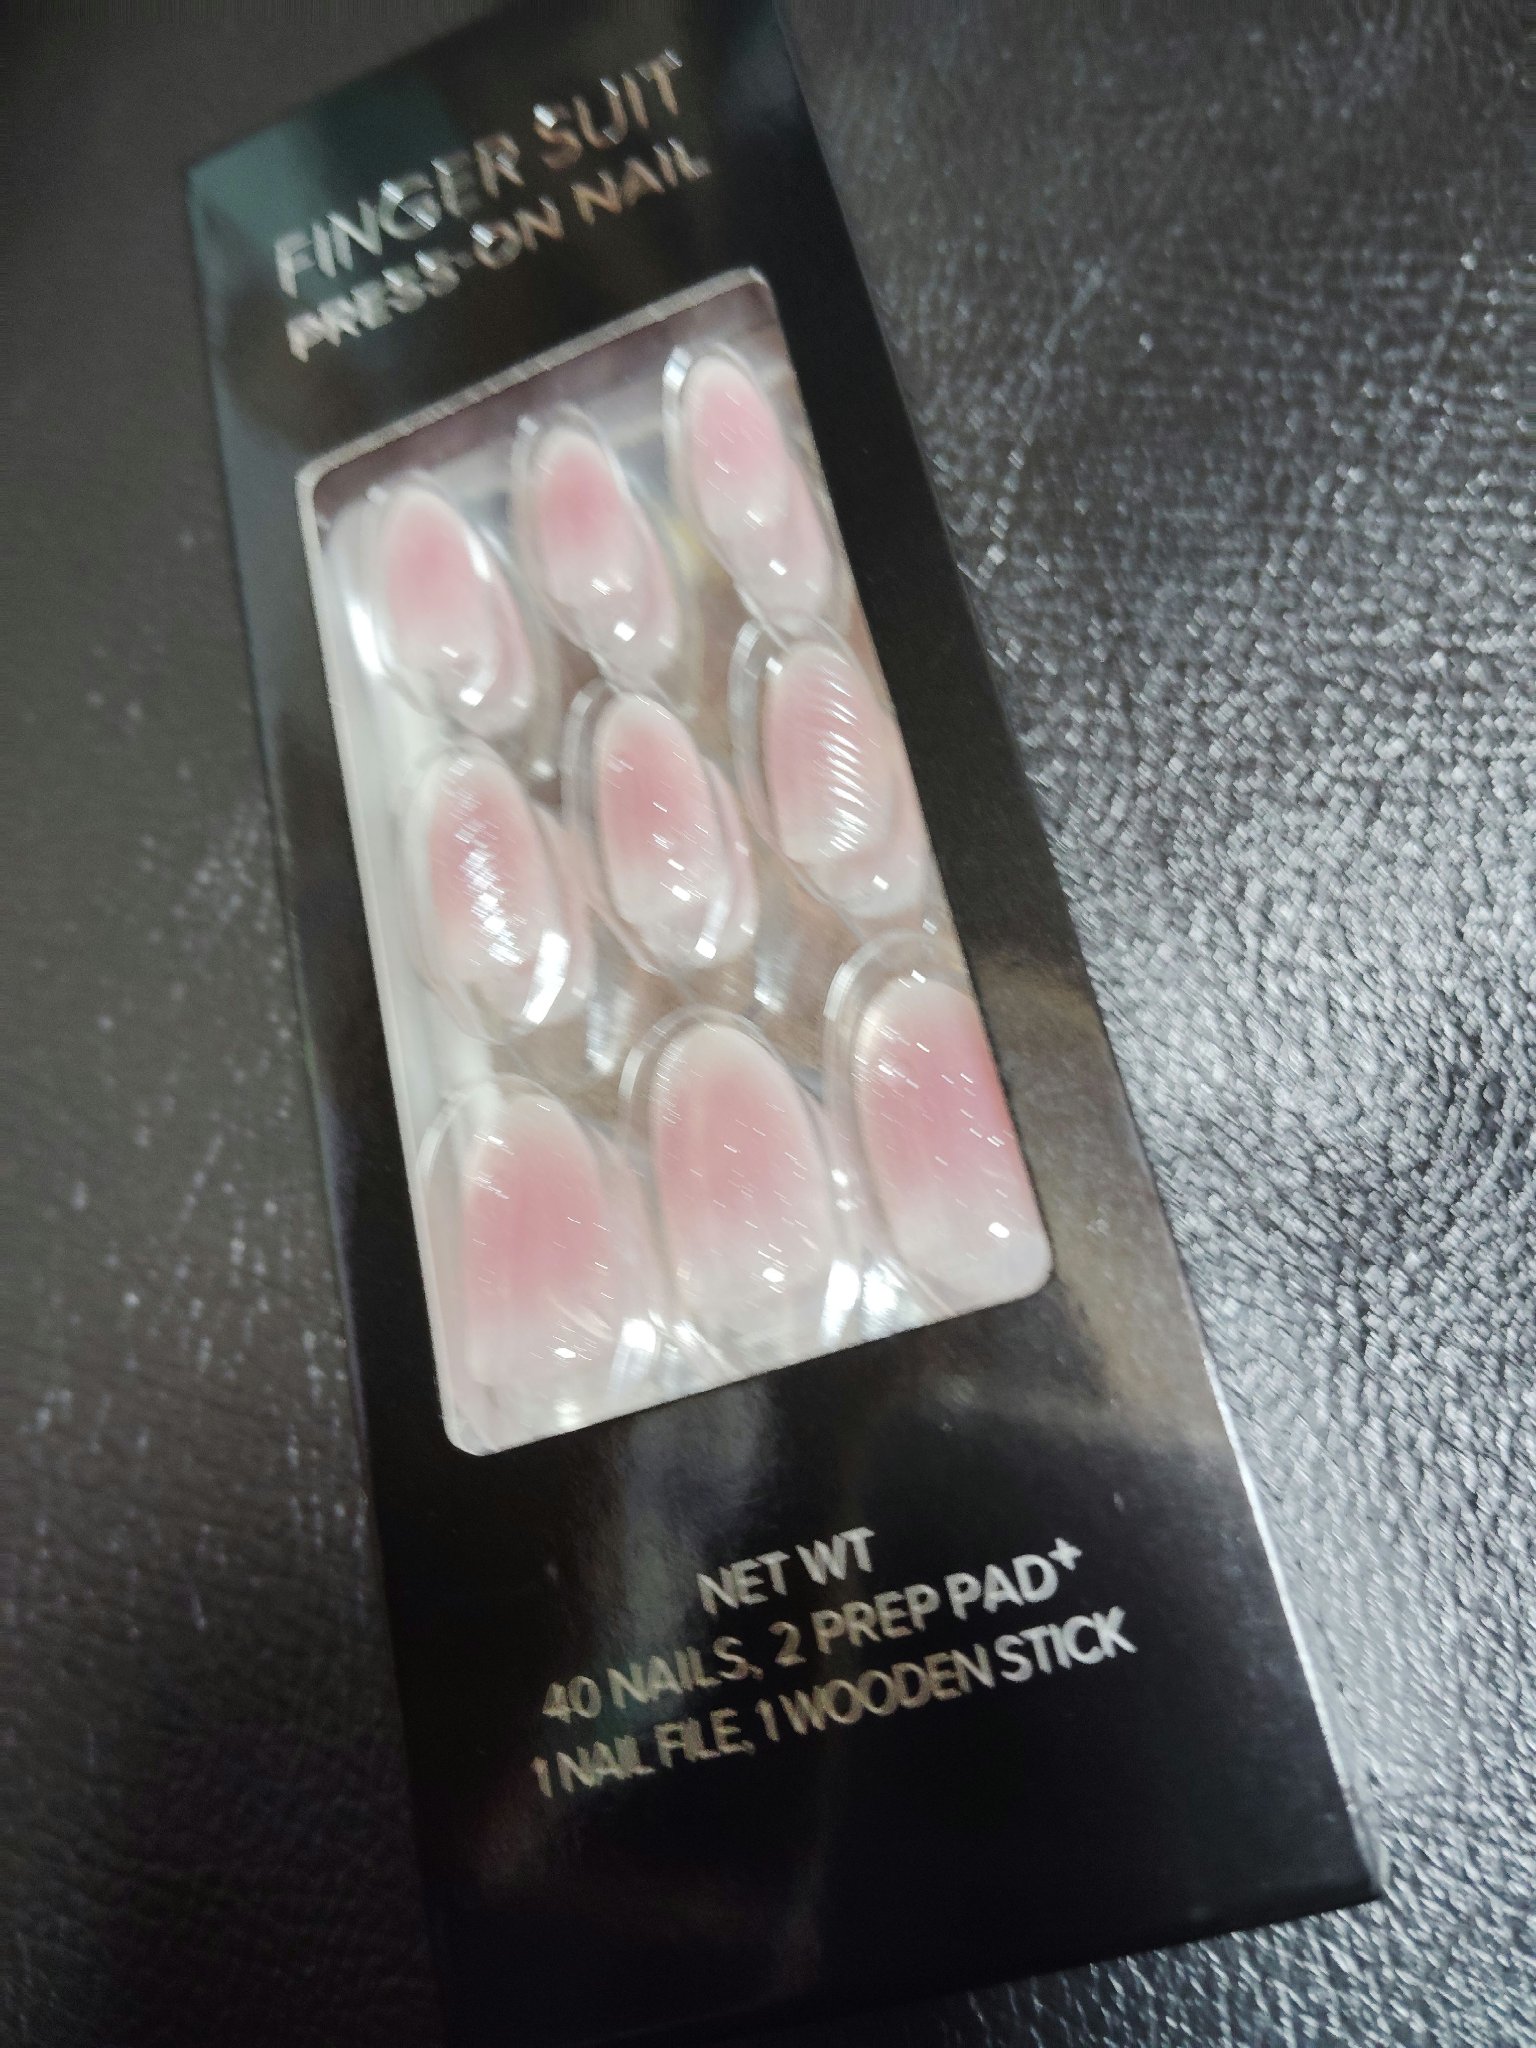 FINGER SUIT
PRESS-ON NAIL
NET WT
40 NAILS, 2 PREP PAD+
1 NAIL FILE, 1 WOODEN STICK